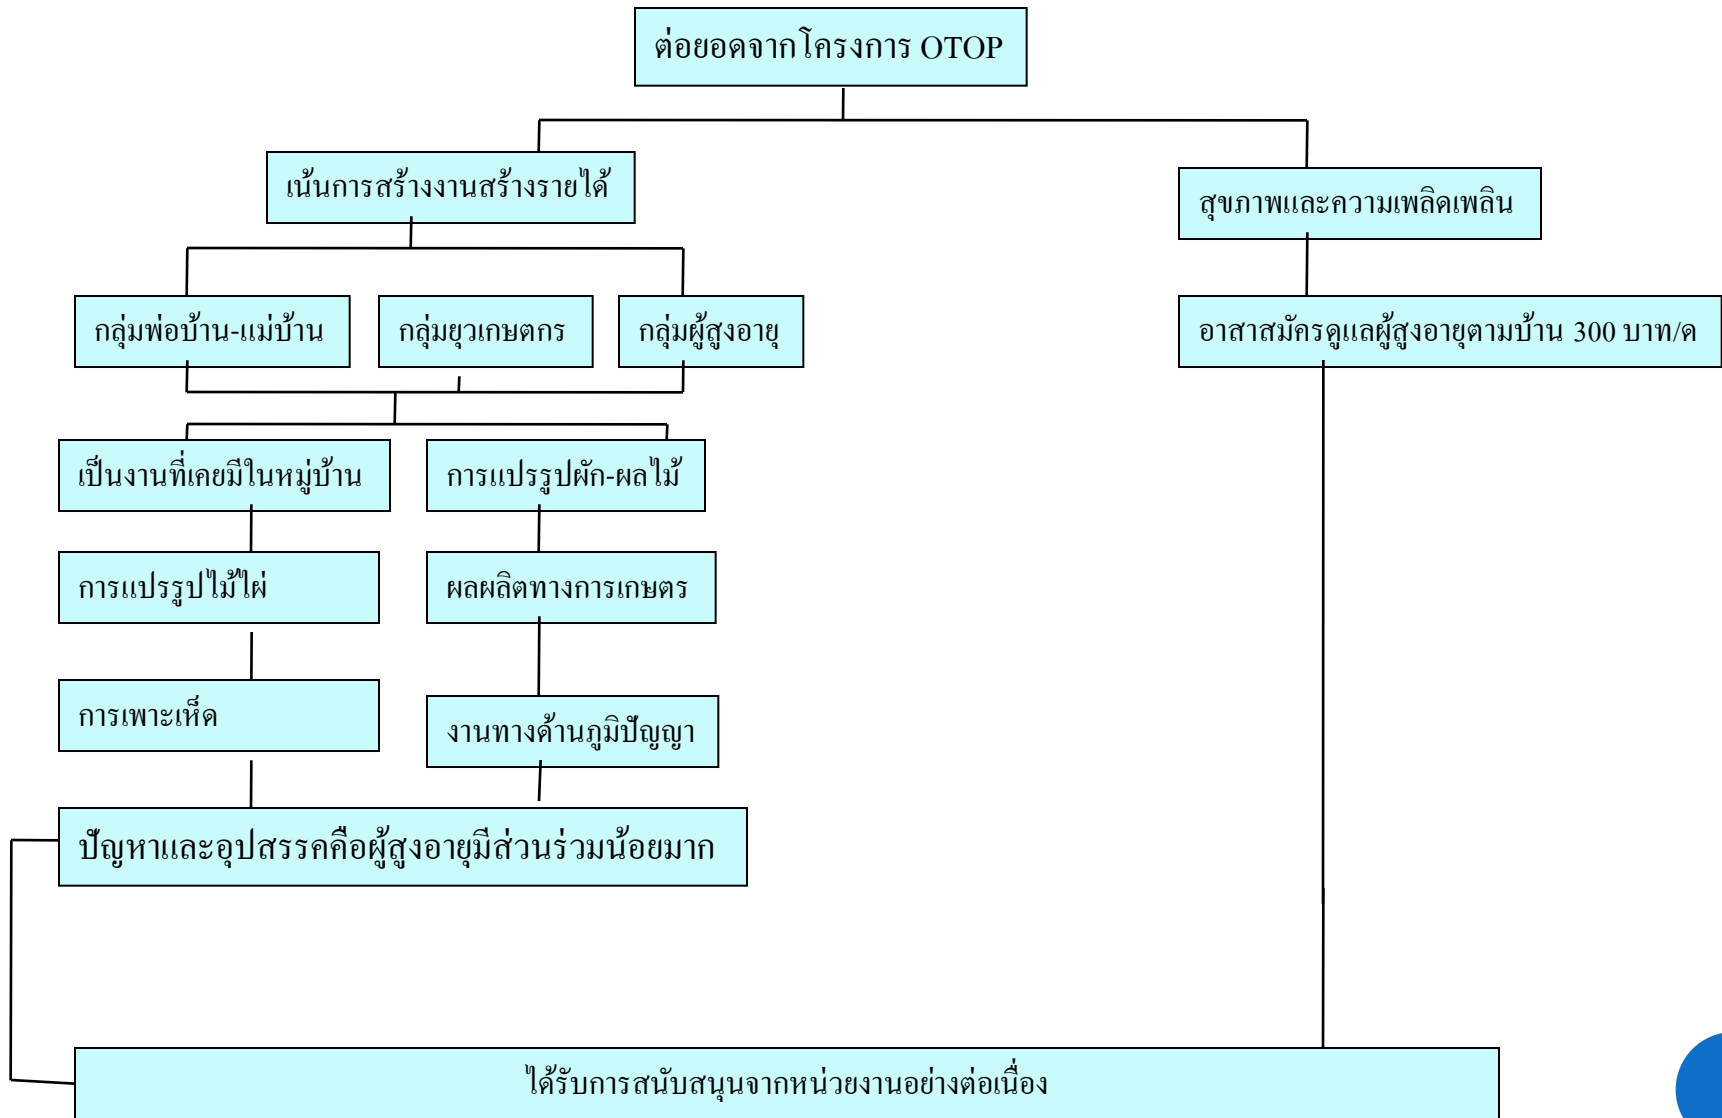 ต่อยอดจากโครงการ OTOP
เน้นการสร้างงานสร้างรายได้
สุขภาพและความเพลิดเพลิน
กลุ่มพ่อบ้าน-แม่บ้าน
กลุ่มยุวเกษตกร
กลุ่มผู้สูงอายุ
อาสาสมัครดูแลผู้สูงอายุตามบ้าน 300 บาท/ด
เป็นงานที่เคยมีในหมู่บ้าน
การแปรรูปผัก-ผลไม้
การแปรรูปไม้ไผ่
ผลผลิตทางการเกษตร
การเพาะเห็ด
งานทางด้านภูมิปัญญา
ปัญหาและอุปสรรคคือผู้สูงอายุมีส่วนร่วมน้อยมาก
ได้รับการสนับสนุนจากหน่วยงานอย่างต่อเนื่อง